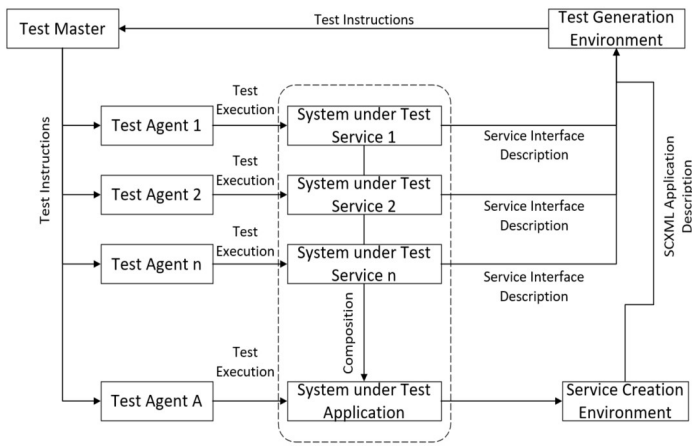 Test Master
Test Instructions
Test Generation
Environment
Test Instructions
Test
Execution
Test Agent 1
System under Test
Service 1
Service Interface
Description
Test
Execution
Test Agent 2
System under Test
Service 2
Service Interface
Description
Test
Execution
Test Agent n
System under Test
Service n
Service Interface
Description
SCXML Application
Description
Composition
Test
Execution
Test Agent A
System under Test
Application
Service Creation
Environment